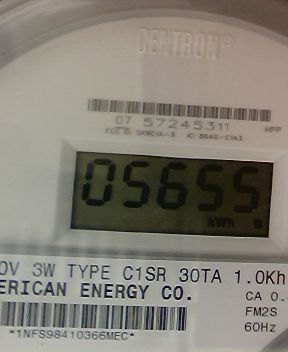 CENTRON®
07 57245311
HPP
05655
kWh
0V 3W TYPE C1SR 30TA 1.0Kh
ERICAN ENERGY CO.
CA 0.
FM2S
60Hz
*1NFS98410366MEC*